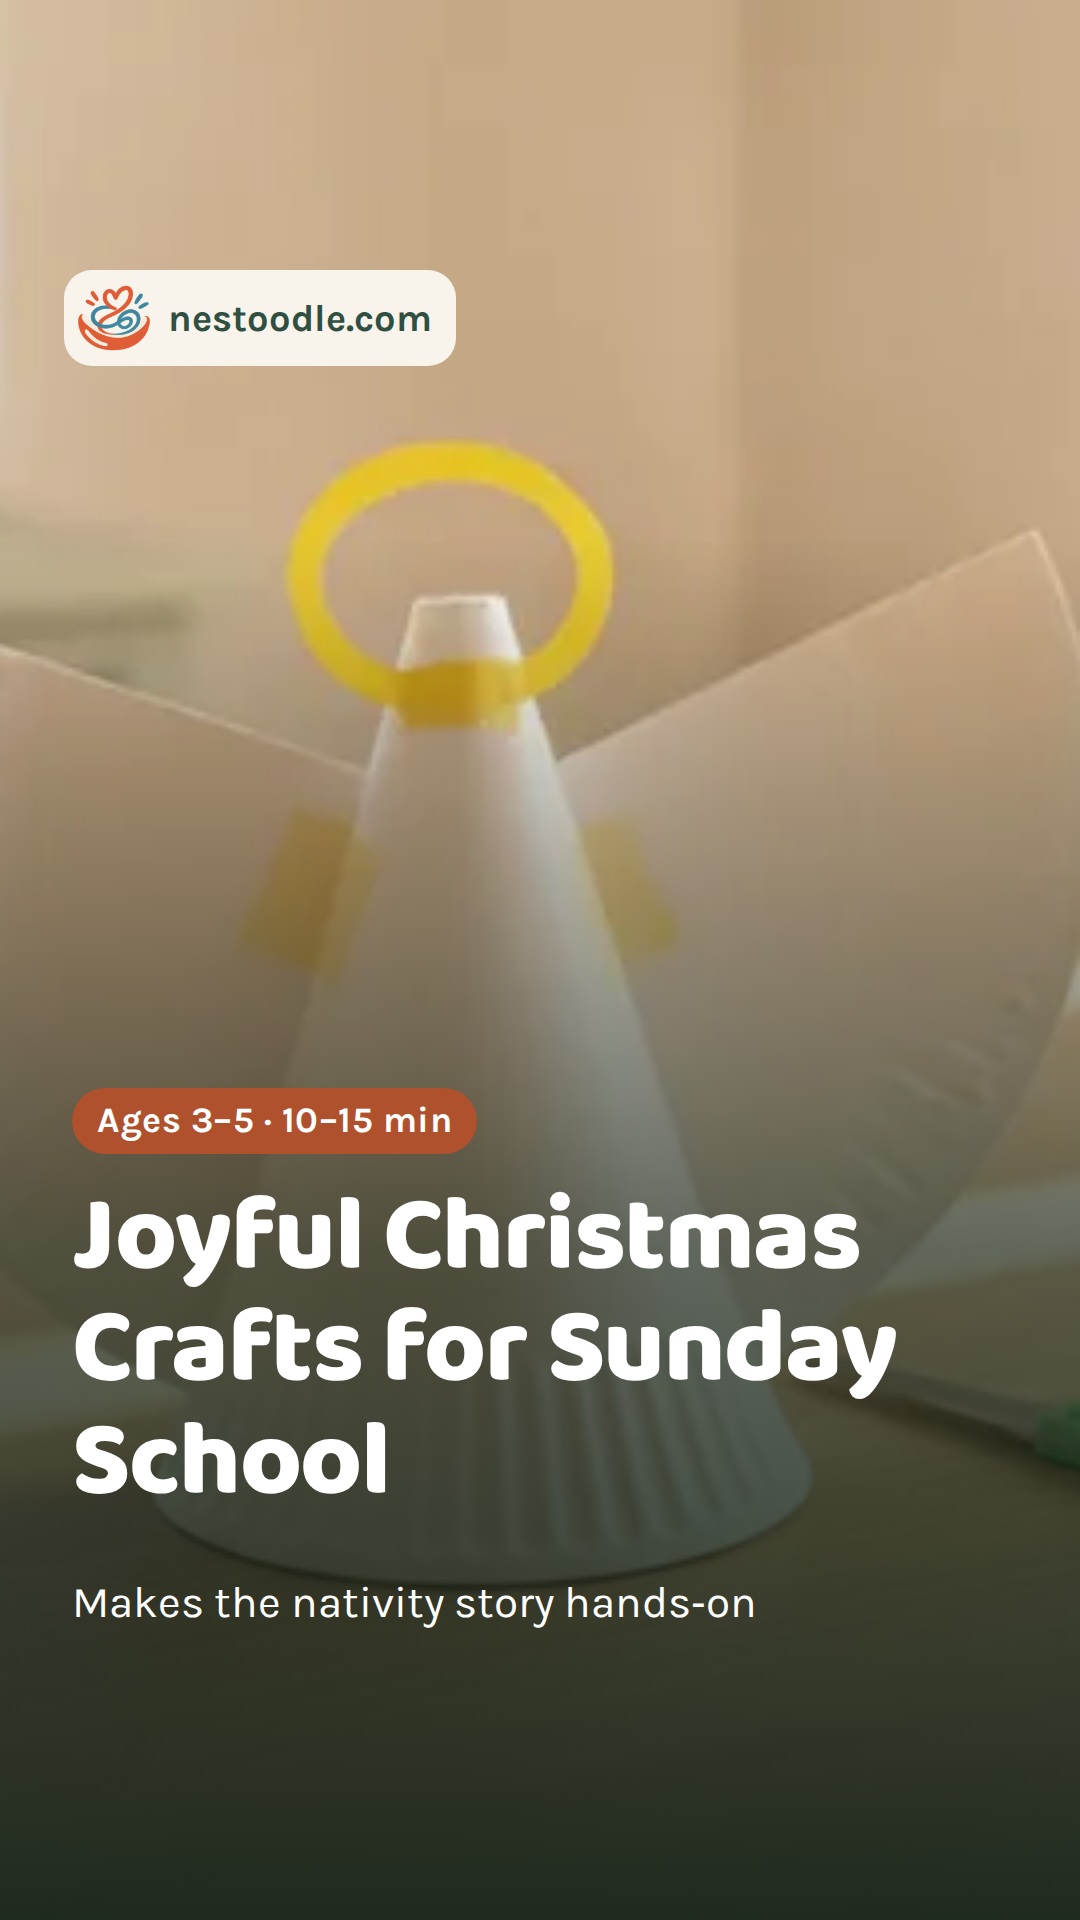 nestoodle.com
Ages 3–5 · 10–15 min
Joyful Christmas
Crafts for Sunday
School
Makes the nativity story hands-on